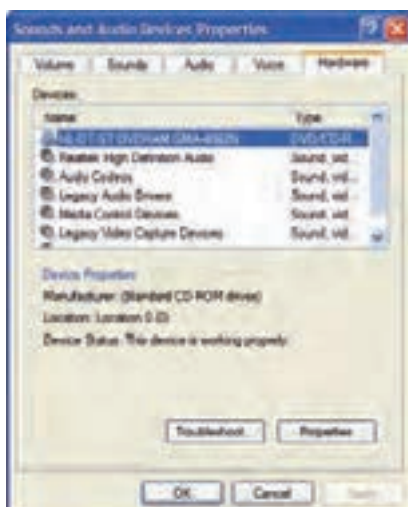 Sounds and Audio Devices Properties
Volume Sounds Audio Voice Hardware
Devices:
Name Type
DVD/CD-R...
Realtek High Definition Audio Sound, vid...
Audio Codecs Sound, vid...
Legacy Audio Drivers Sound, vid...
Media Control Devices Sound, vid...
Legacy Video Capture Devices Sound, vid...
Device Properties
Manufacturer: (Standard CD-ROM drives)
Location: Location 0 (0)
Device Status: This device is working properly.
Troubleshoot... Properties
OK Cancel Apply